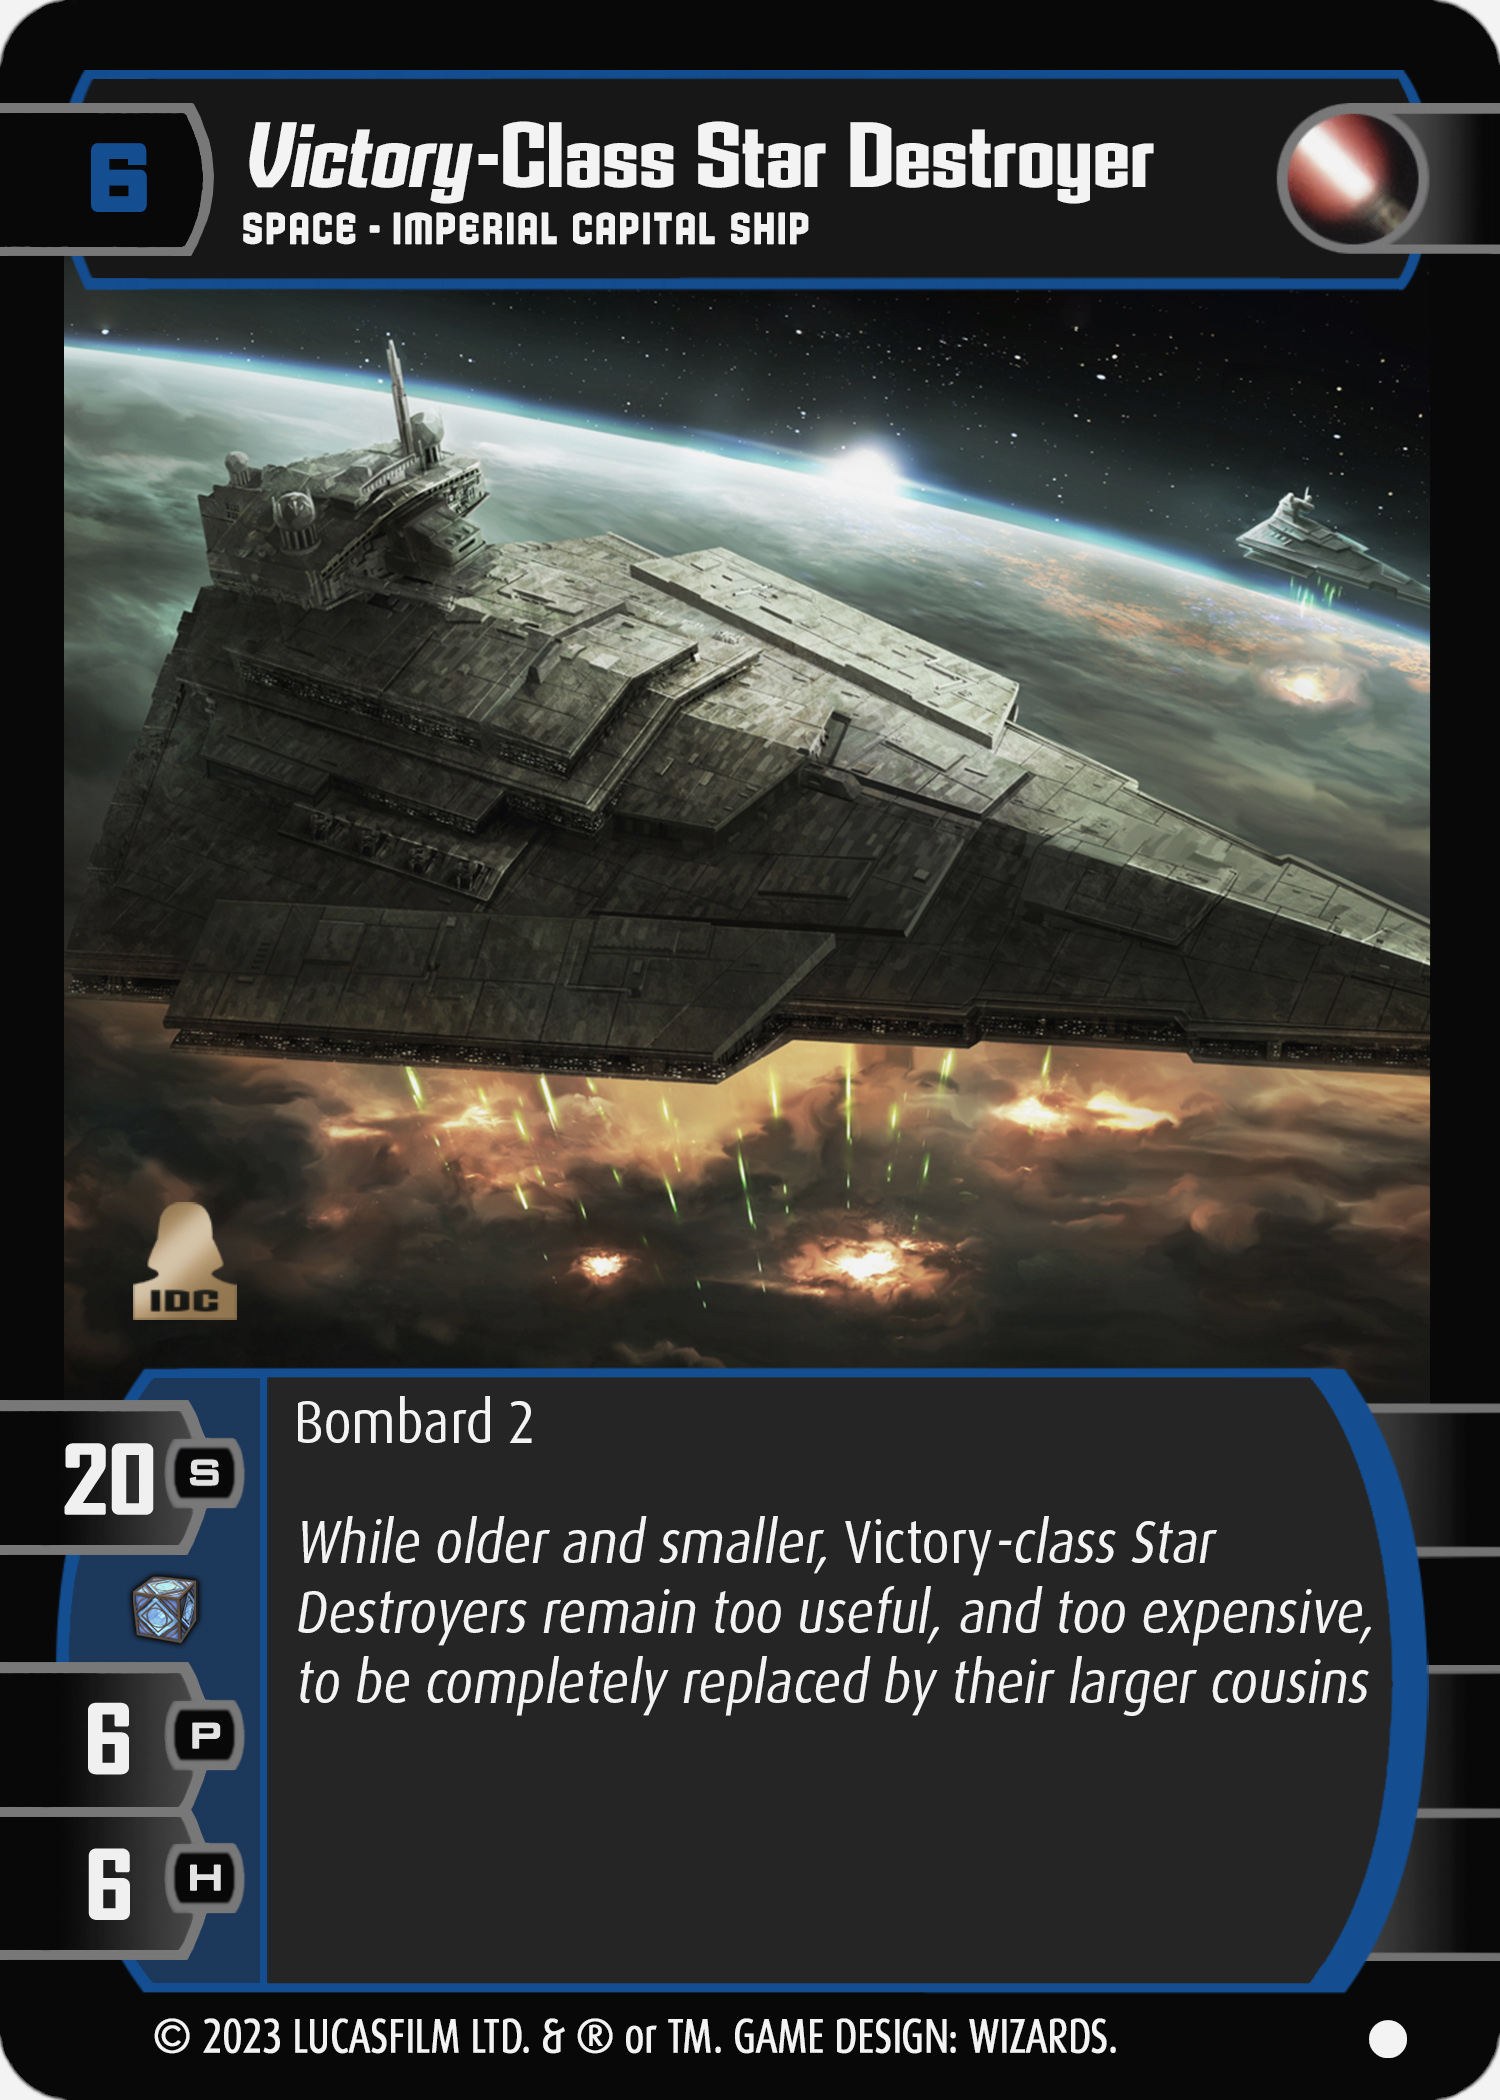 6
Victory-Class Star Destroyer
SPACE - IMPERIAL CAPITAL SHIP
IDC
Bombard 2
20 S
While older and smaller, Victory-class Star
Destroyers remain too useful, and too expensive,
to be completely replaced by their larger cousins
6 P
6 H
© 2023 LUCASFILM LTD. & ® or TM. GAME DESIGN: WIZARDS.